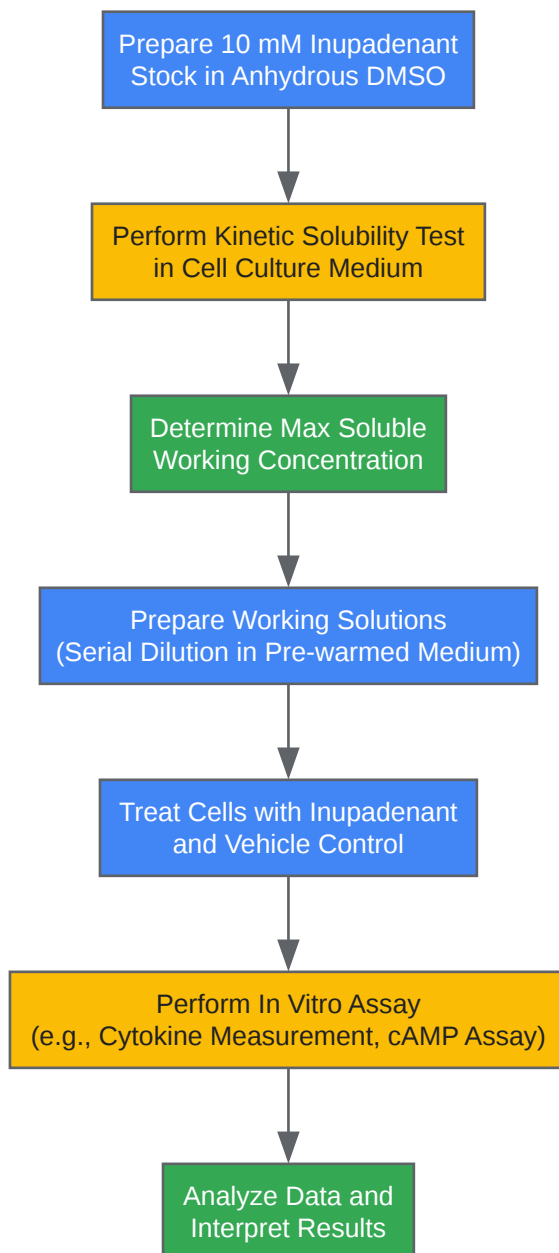 Prepare 10 mM Inupadenant
Stock in Anhydrous DMSO
Perform Kinetic Solubility Test
in Cell Culture Medium
Determine Max Soluble
Working Concentration
Prepare Working Solutions
(Serial Dilution in Pre-warmed Medium)
Treat Cells with Inupadenant
and Vehicle Control
Perform In Vitro Assay
(e.g., Cytokine Measurement, cAMP Assay)
Analyze Data and
Interpret Results